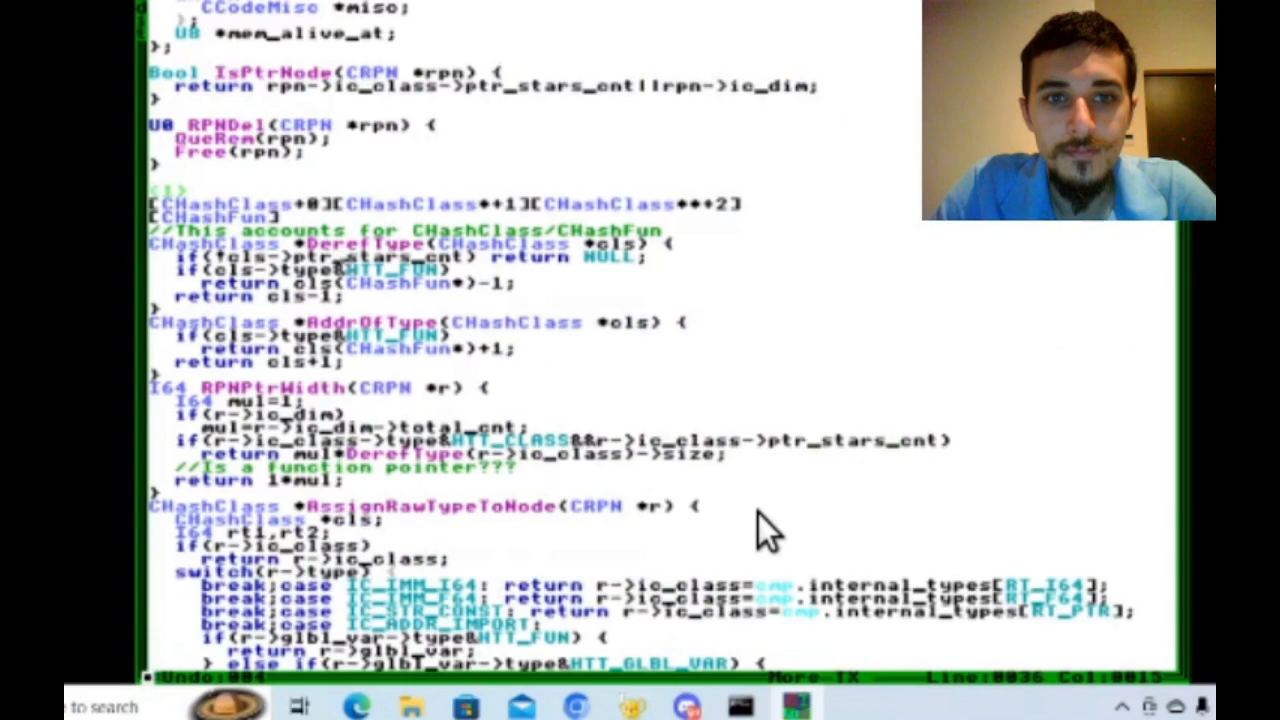 CCodeMisc *misc;
};
U8 *mem_alive_at;
};
Bool IsPtrNode(CRPN *rpn) {
return rpn->ic_class->ptr_stars_cnt||rpn->ic_dim;
}
U0 RPNDel(CRPN *rpn) {
QueRem(rpn);
Free(rpn);
}
<1>
[CHashClass+0][CHashClass*+1][CHashClass**+2]
[CHashFun]
//This accounts for CHashClass/CHashFun
CHashClass *DerefType(CHashClass *cls) {
if(!cls->ptr_stars_cnt) return NULL;
if(cls->type&HTT_FUN)
return cls(CHashFun*)-1;
return cls-1;
}
CHashClass *AddrOfType(CHashClass *cls) {
if(cls->type&HTT_FUN)
return cls(CHashFun*)+1;
return cls+1;
}
I64 RPNPtrWidth(CRPN *r) {
I64 mul=1;
if(r->ic_dim)
mul=r->ic_dim->total_cnt;
if(r->ic_class->type&HTT_CLASS&&r->ic_class->ptr_stars_cnt)
return mul*DerefType(r->ic_class)->size;
//Is a function pointer???
return 1*mul;
}
CHashClass *AssignRawTypeToNode(CRPN *r) {
CHashClass *cls;
I64 rt1,rt2;
if(r->ic_class)
return r->ic_class;
switch(r->type) {
break;case IC_IMM_I64: return r->ic_class=cmp.internal_types[RT_I64];
break;case IC_IMM_F64: return r->ic_class=cmp.internal_types[RT_F64];
break;case IC_STR_CONST: return r->ic_class=cmp.internal_types[RT_PTR];
break;case IC_ADDR_IMPORT:
if(r->glbl_var->type&HTT_FUN) {
return r->glbl_var;
} else if(r->glbl_var->type&HTT_GLBL_VAR) {
Undo:004 More TX Line:0036 Col:0015
to search